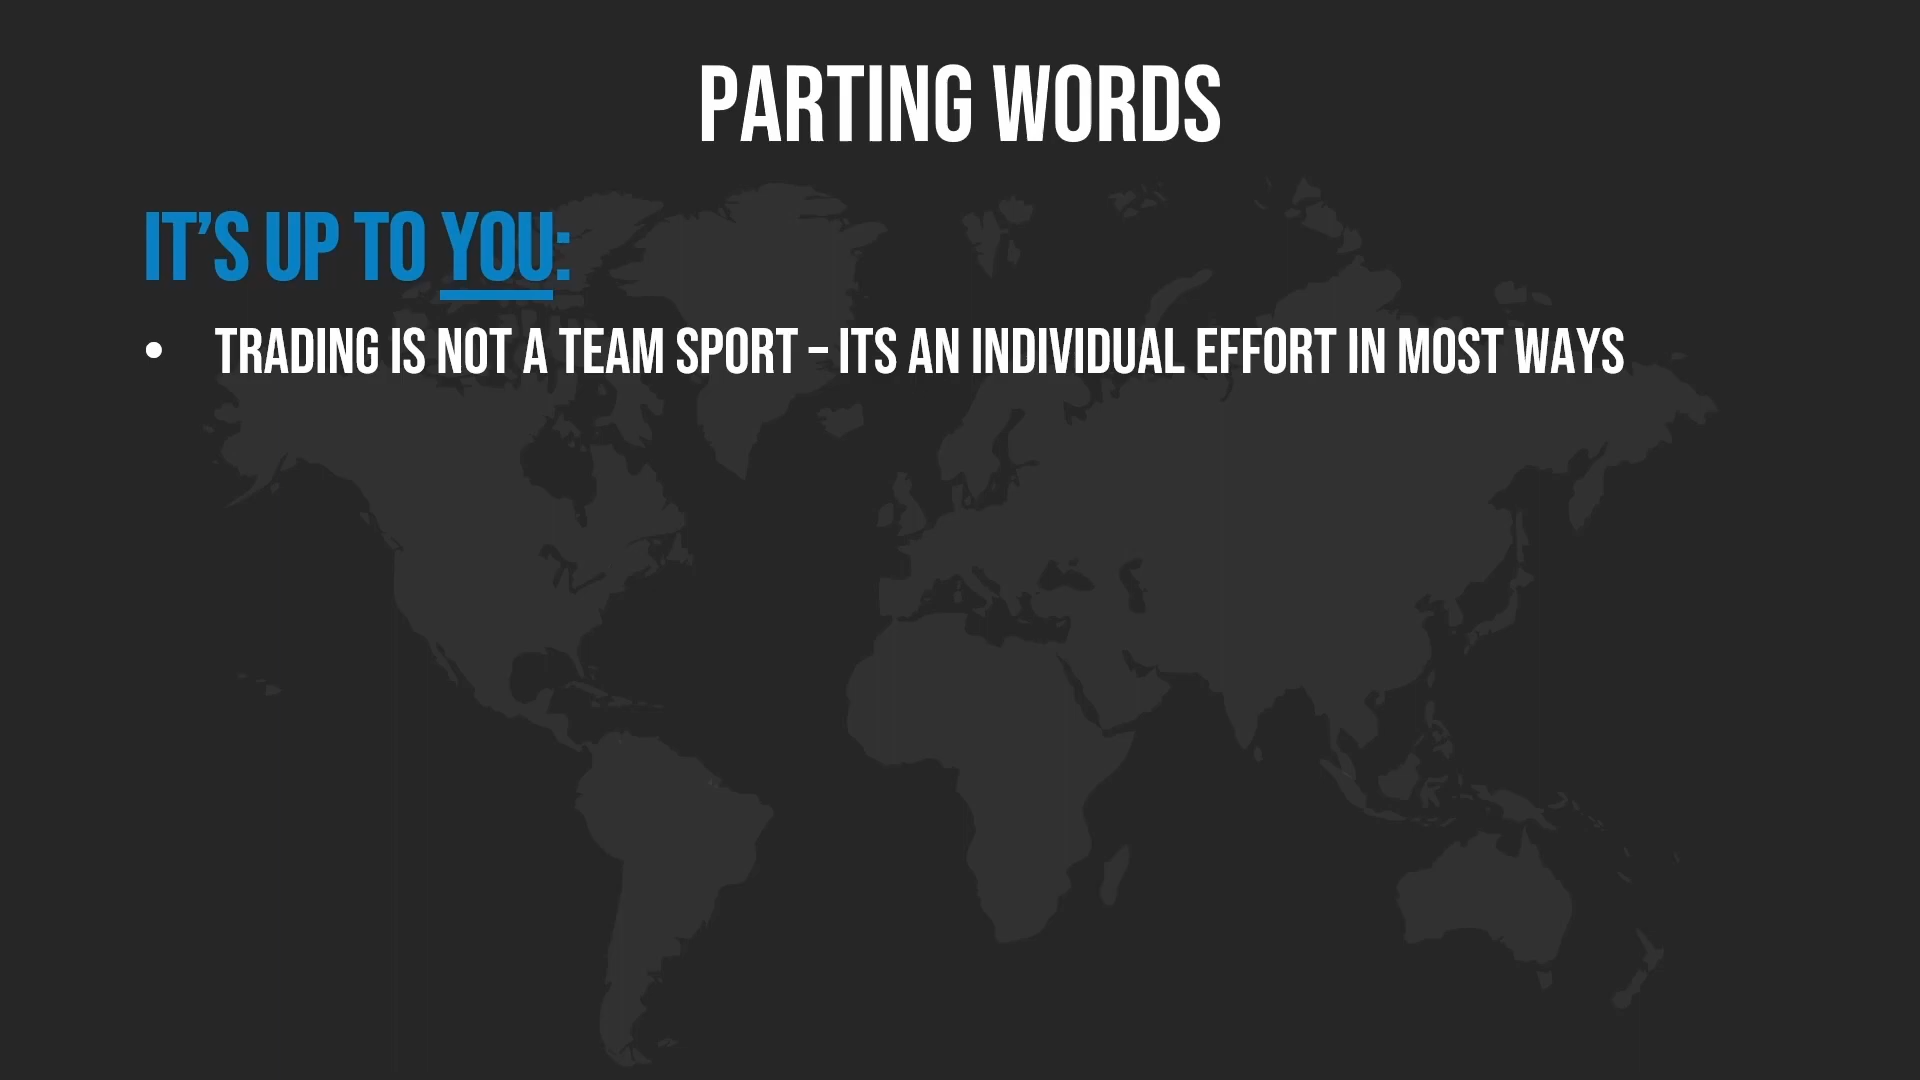 PARTING WORDS
IT’S UP TO YOU:
• TRADING IS NOT A TEAM SPORT – ITS AN INDIVIDUAL EFFORT IN MOST WAYS